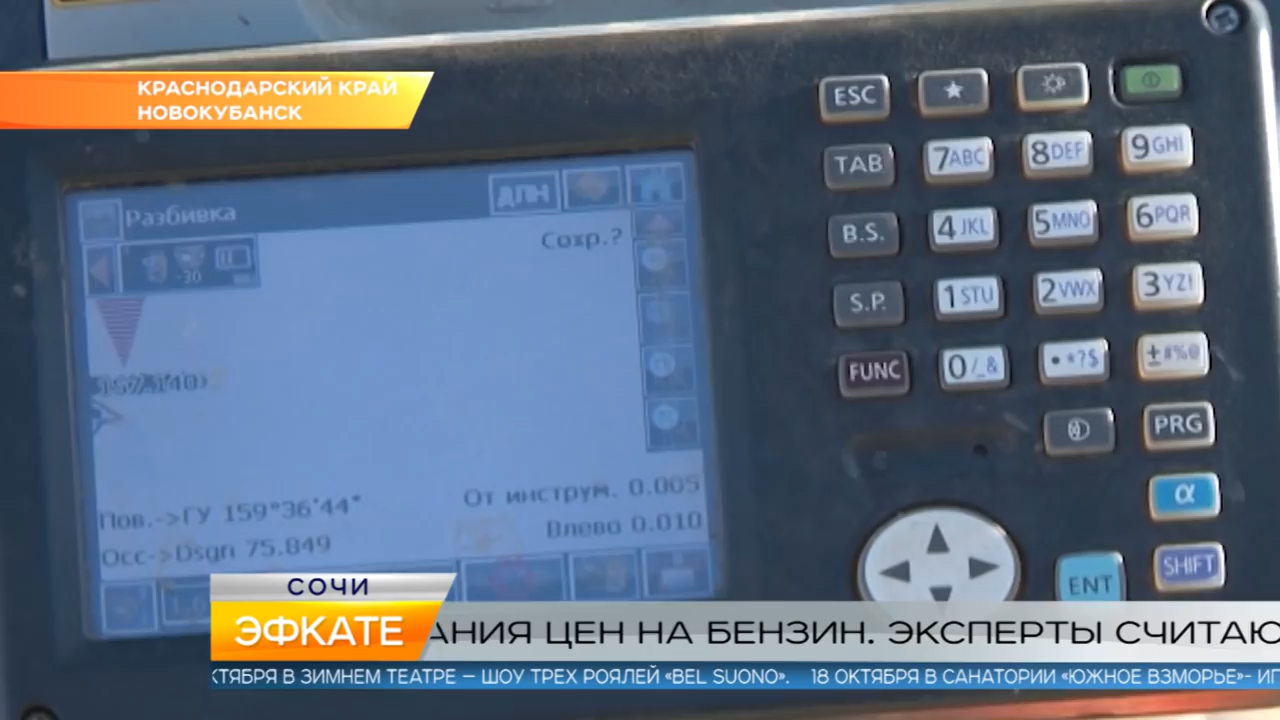 КРАСНОДАРСКИЙ КРАЙ
НОВОКУБАНСК
ESC
TAB 7ABC 8DEF 9GHI
B.S. 4JKL 5MNO 6PQR
S.P. 1STU 2VWX 3YZ!
FUNC 0/_& •*?$ ±#%@
PRG
α
SHIFT
ENT
Разбивка ДЛН
Сохр.?
-30
От инструм. 0.005
Пов.->ГУ 159°36'44"
Влево 0.010
Осс->Dsgn 75.849
СОЧИ
ЭФКАТЕ АНИЯ ЦЕН НА БЕНЗИН. ЭКСПЕРТЫ СЧИТАЮ
КТЯБРЯ В ЗИМНЕМ ТЕАТРЕ – ШОУ ТРЕХ РОЯЛЕЙ «BEL SUONO». 18 ОКТЯБРЯ В САНАТОРИИ «ЮЖНОЕ ВЗМОРЬЕ»- ИГ